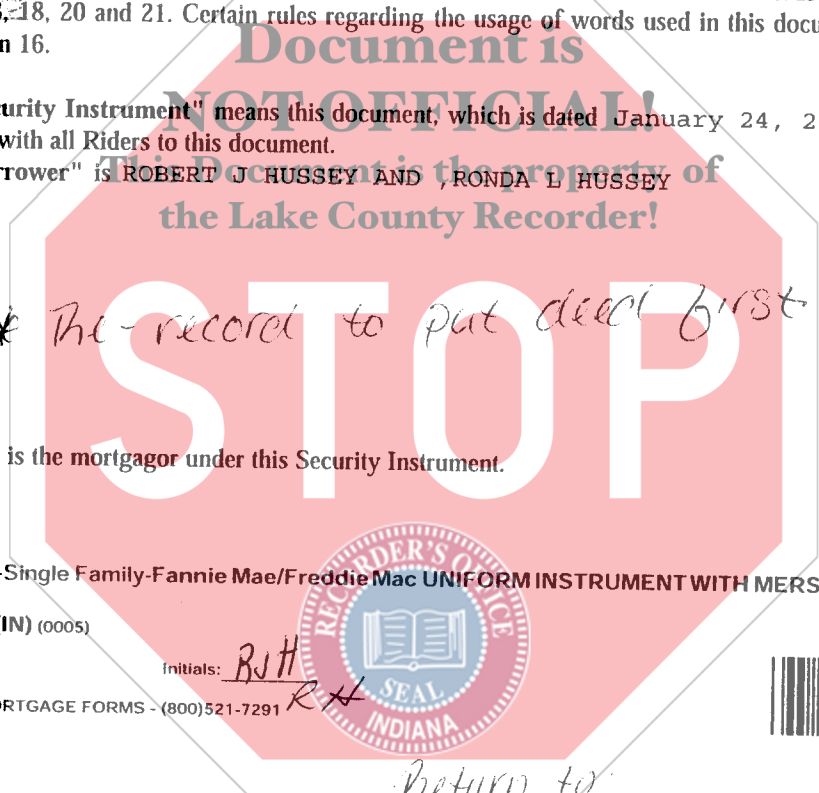 18, 20 and 21. Certain rules regarding the usage of words used in this docu
n 16.
Document is
NOT OFFICIAL!
urity Instrument" means this document, which is dated January 24, 2
with all Riders to this document.
This Document is the property of
rrower" is ROBERT J HUSSEY AND , RONDA L HUSSEY
the Lake County Recorder!
* Re-record to put deed first
STOP
is the mortgagor under this Security Instrument.
RECORDER'S OFFICE
-Single Family-Fannie Mae/Freddie Mac UNIFORM INSTRUMENT WITH MERS
(IN) (0005)
Initials: RJH
SEAL
RTGAGE FORMS - (800)521-7291 RH
INDIANA
Return to